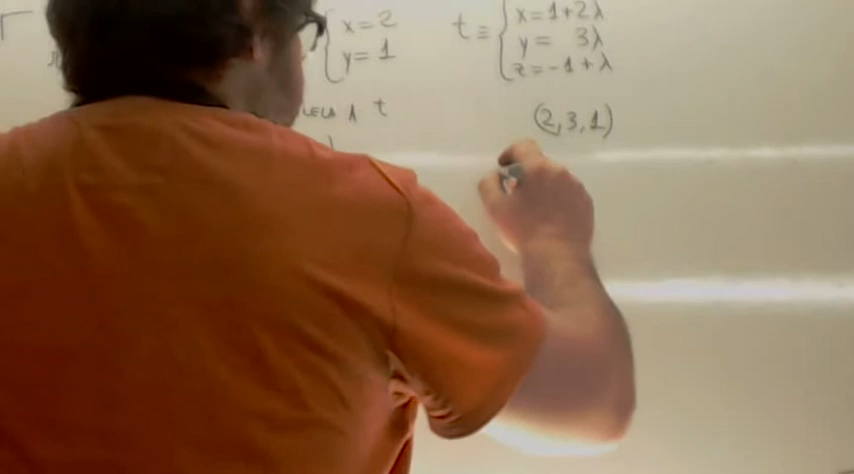 x=2
y=1
t≡ x=1+2λ
y= 3λ
z=-1+λ
A t
(2,3,1)